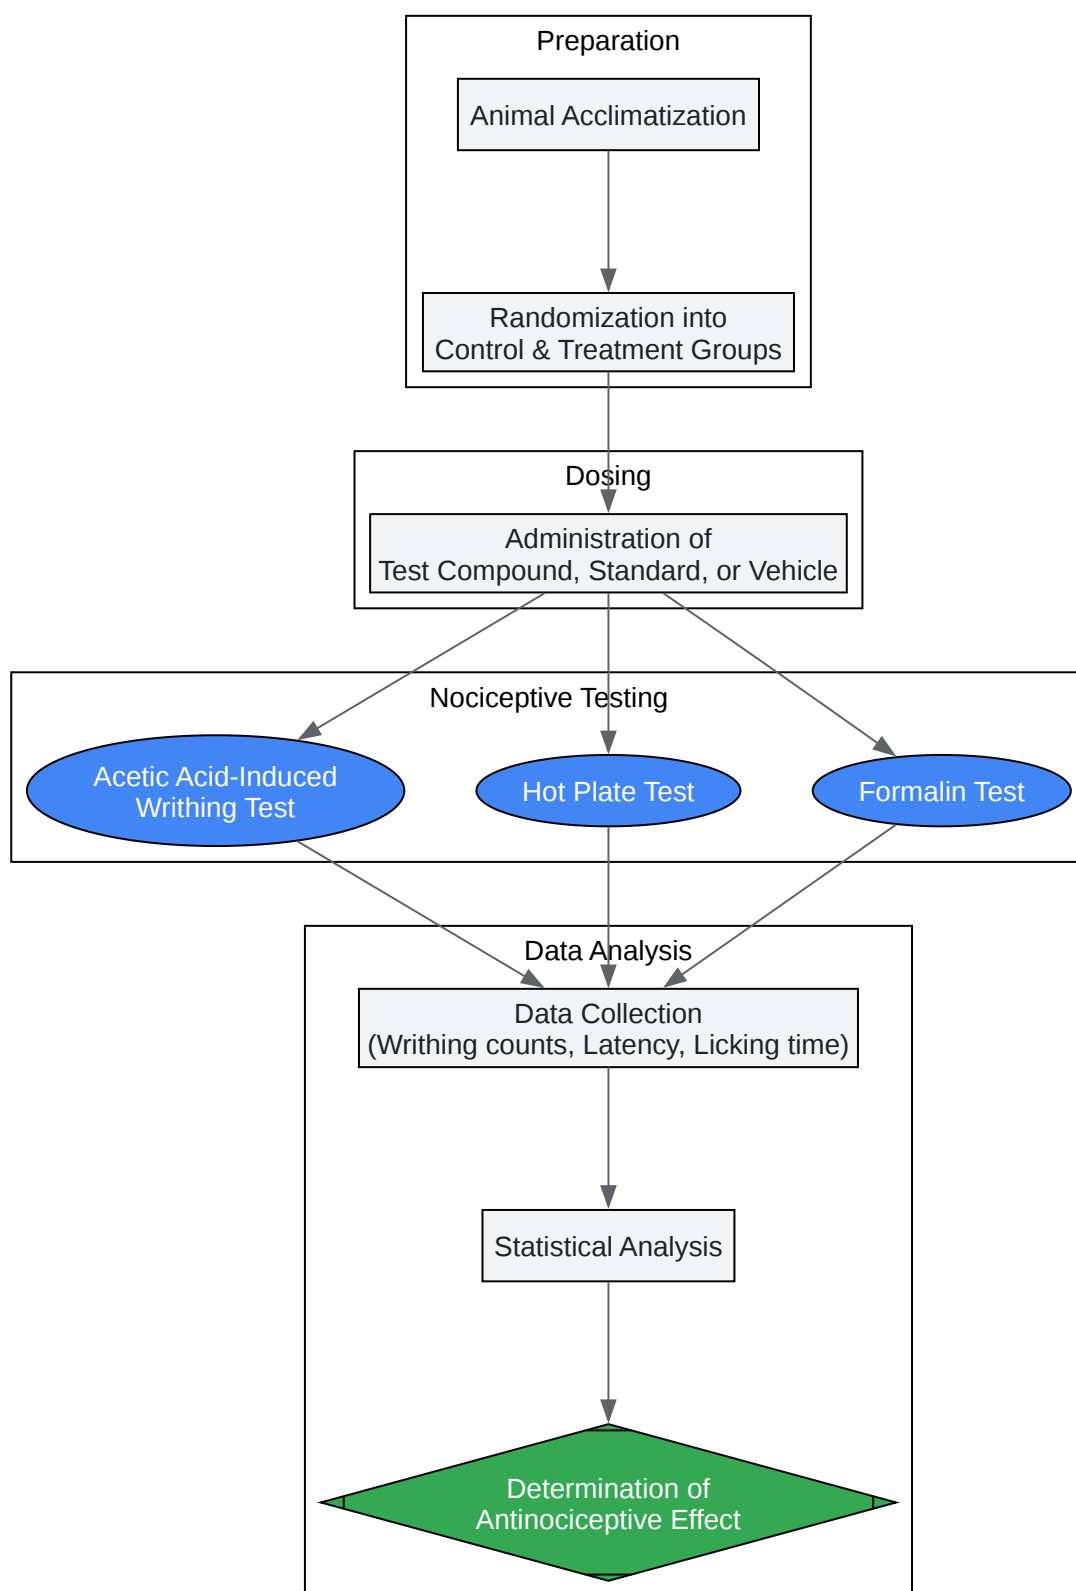 Preparation
Animal Acclimatization
Randomization into
Control & Treatment Groups
Dosing
Administration of
Test Compound, Standard, or Vehicle
Nociceptive Testing
Acetic Acid-Induced
Writhing Test
Hot Plate Test
Formalin Test
Data Analysis
Data Collection
(Writhing counts, Latency, Licking time)
Statistical Analysis
Determination of
Antinociceptive Effect